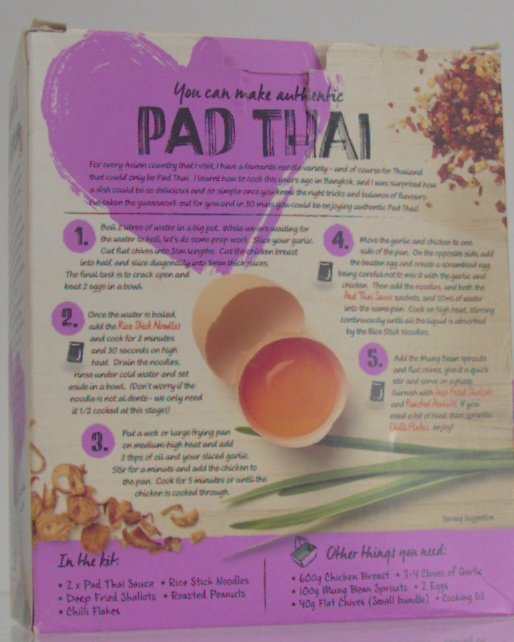 You can make authentic
PAD THAI
For every Asian country that I visit, I have a favourite noodle variety - and of course for Thailand
that could only be Pad Thai. I learnt how to cook this years ago in Bangkok, and I was surprised how
a dish could be so delicious and so simple once you know the right tricks and balance of flavours.
I've taken the guesswork out for you and in 30 mins you could be enjoying authentic Pad Thai!
1.
Boil 2 litres of water in a big pot. While we're waiting for
the water to boil, let's do some prep work. Slice your garlic.
Cut flat chives into 3cm lengths. Cut the chicken breast
into half, and slice diagonally into 5mm thick slices.
The final task is to crack open and
beat 2 eggs in a bowl.
2.
Once the water is boiled,
add the Rice Stick Noodles
and cook for 2 minutes
and 30 seconds on high
heat. Drain the noodles,
rinse under cold water and set
aside in a bowl. (Don't worry if the
noodle is not al dente - we only need
it 1/2 cooked at this stage!)
3.
Put a wok or large frying pan
on medium-high heat and add
2 tbps of oil and your sliced garlic.
Stir for a minute and add the chicken to
the pan. Cook for 5 minutes or until the
chicken is cooked through.
4.
Move the garlic and chicken to one
side of the pan. On the opposite side, add
the beaten egg and create a scrambled egg
being careful not to mix it with the garlic and
chicken. Then add the noodles, and both the
Pad Thai Sauce sachets, and 50mL of water
into the same pan. Cook on high heat, stirring
continuously until all the liquid is absorbed
by the Rice Stick Noodles.
5.
Add the Mung Bean sprouts
and flat chives, give it a quick
stir and serve on a plate.
Garnish with Deep Fried Shallots
and Roasted Peanuts. If you
need a bit of heat, then sprinkle
Chilli Flakes, enjoy!
Serving Suggestion
In the kit:
• 2 x Pad Thai Sauce • Rice Stick Noodles
• Deep Fried Shallots • Roasted Peanuts
• Chilli Flakes
Other things you need:
• 600g Chicken Breast • 3-4 Cloves of Garlic
• 100g Mung Bean Sprouts • 2 Eggs
• 40g Flat Chives (Small bundle) • Cooking Oil